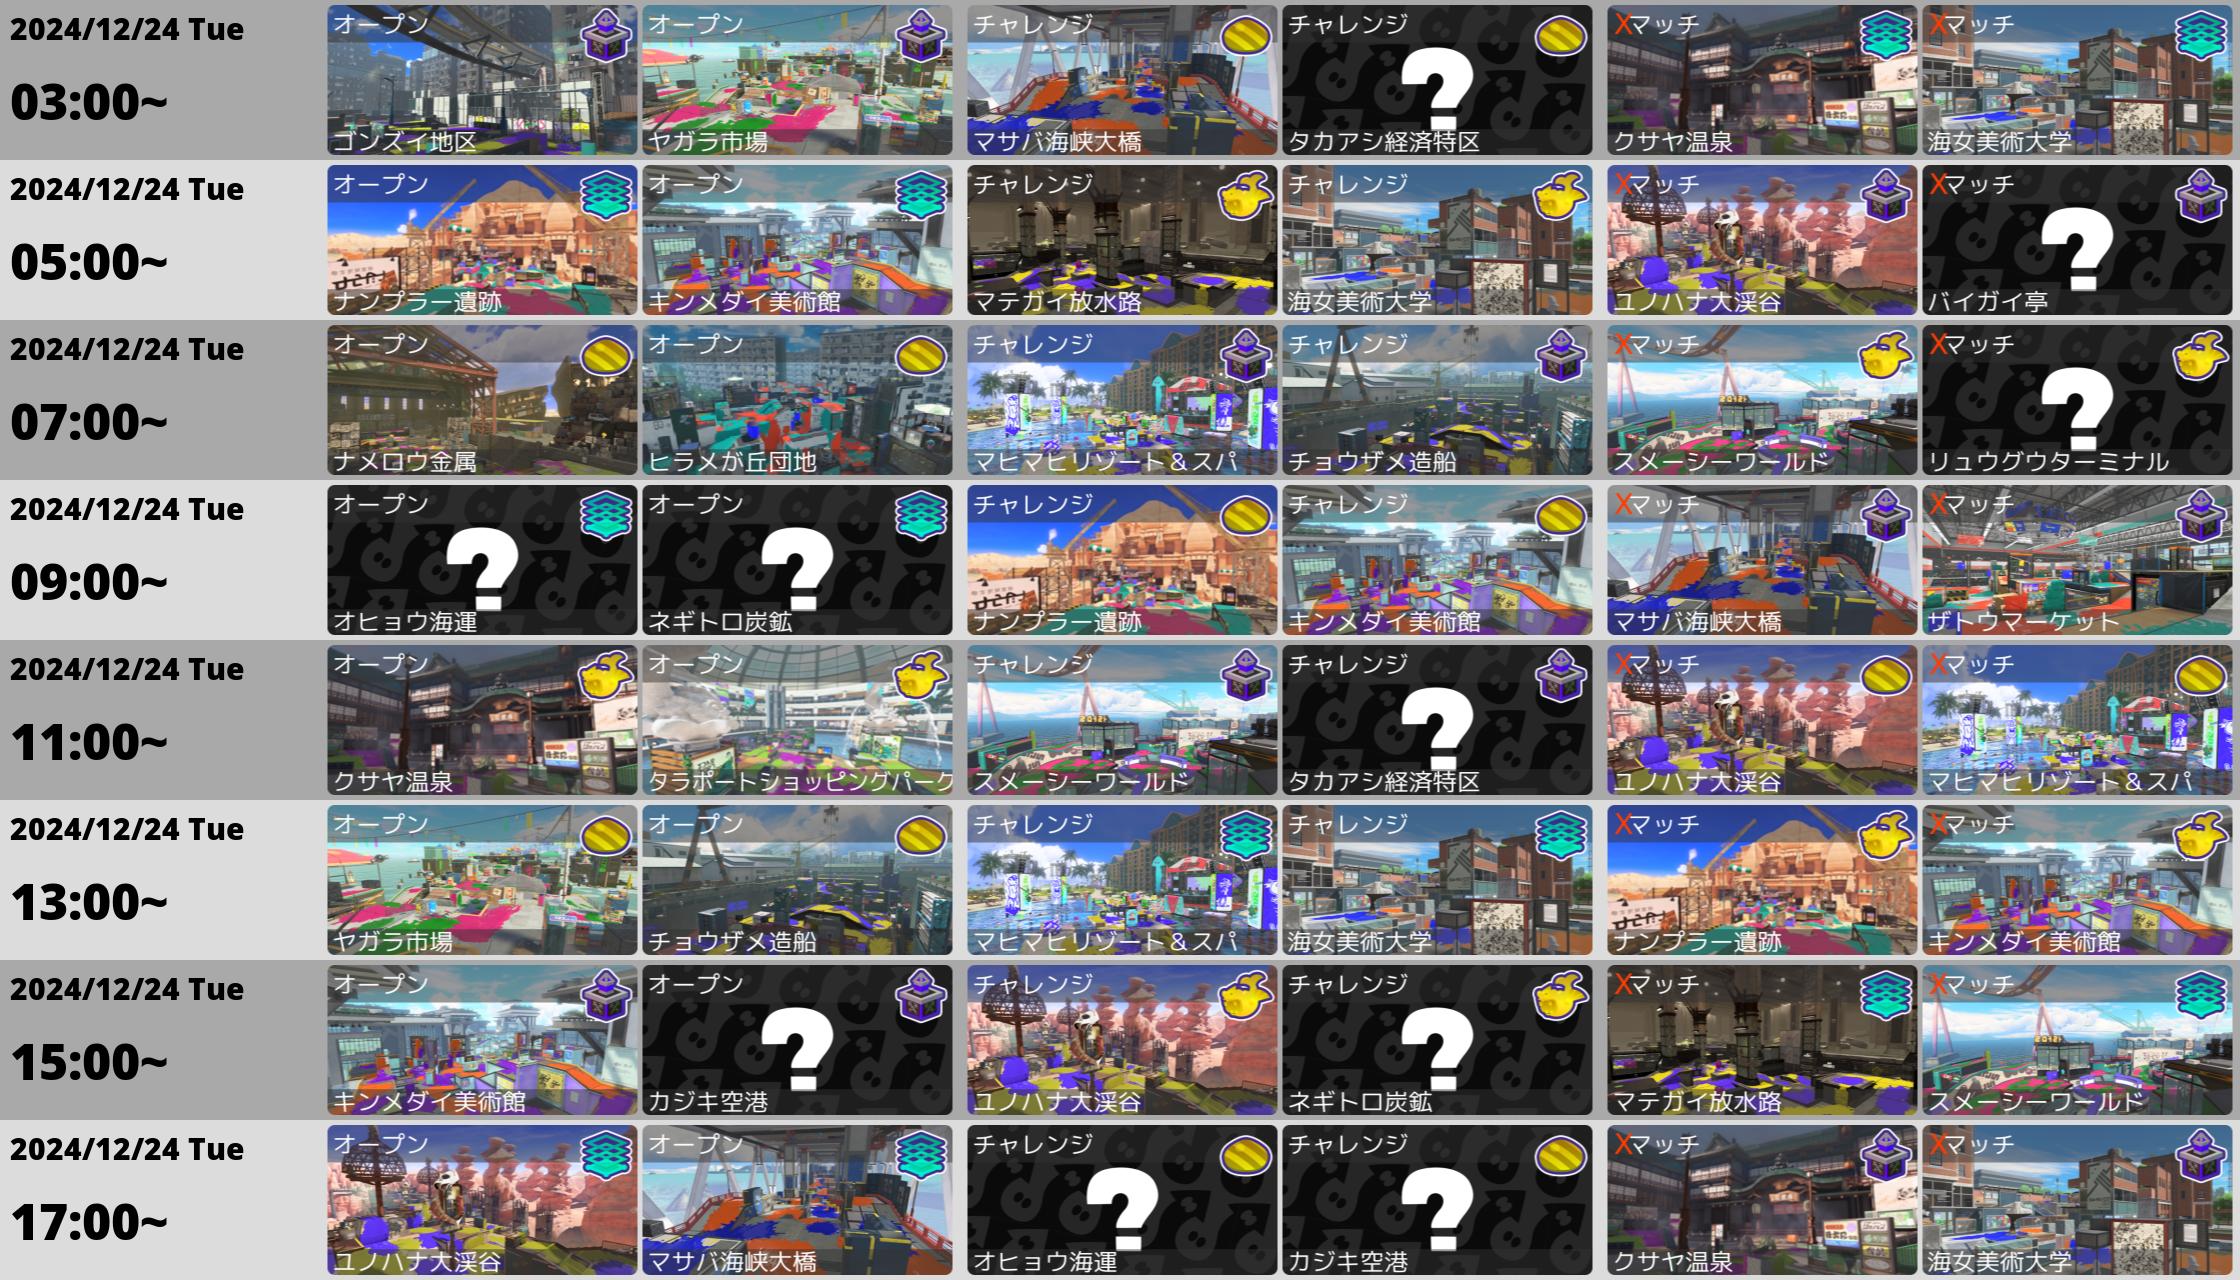 2024/12/24 Tue
03:00~
オープン
ゴンズイ地区
オープン
ヤガラ市場
チャレンジ
マサバ海峡大橋
チャレンジ
?
タカアシ経済特区
Xマッチ
クサヤ温泉
Xマッチ
海女美術大学
2024/12/24 Tue
05:00~
オープン
ナンプラー遺跡
オープン
キンメダイ美術館
チャレンジ
マテガイ放水路
チャレンジ
海女美術大学
Xマッチ
ユノハナ大渓谷
Xマッチ
?
バイガイ亭
2024/12/24 Tue
07:00~
オープン
ナメロウ金属
オープン
ヒラメが丘団地
チャレンジ
マヒマヒリゾート&スパ
チャレンジ
チョウザメ造船
Xマッチ
スメーシーワールド
Xマッチ
?
リュウグウターミナル
2024/12/24 Tue
09:00~
オープン
?
オヒョウ海運
オープン
?
ネギトロ炭鉱
チャレンジ
ナンプラー遺跡
チャレンジ
キンメダイ美術館
Xマッチ
マサバ海峡大橋
Xマッチ
ザトウマーケット
2024/12/24 Tue
11:00~
オープン
クサヤ温泉
オープン
タラポートショッピングパーク
チャレンジ
スメーシーワールド
チャレンジ
?
タカアシ経済特区
Xマッチ
ユノハナ大渓谷
Xマッチ
マヒマヒリゾート&スパ
2024/12/24 Tue
13:00~
オープン
ヤガラ市場
オープン
チョウザメ造船
チャレンジ
マヒマヒリゾート&スパ
チャレンジ
海女美術大学
Xマッチ
ナンプラー遺跡
Xマッチ
キンメダイ美術館
2024/12/24 Tue
15:00~
オープン
キンメダイ美術館
オープン
?
カジキ空港
チャレンジ
ユノハナ大渓谷
チャレンジ
?
ネギトロ炭鉱
Xマッチ
マテガイ放水路
Xマッチ
スメーシーワールド
2024/12/24 Tue
17:00~
オープン
ユノハナ大渓谷
オープン
マサバ海峡大橋
チャレンジ
?
オヒョウ海運
チャレンジ
?
カジキ空港
Xマッチ
クサヤ温泉
Xマッチ
海女美術大学